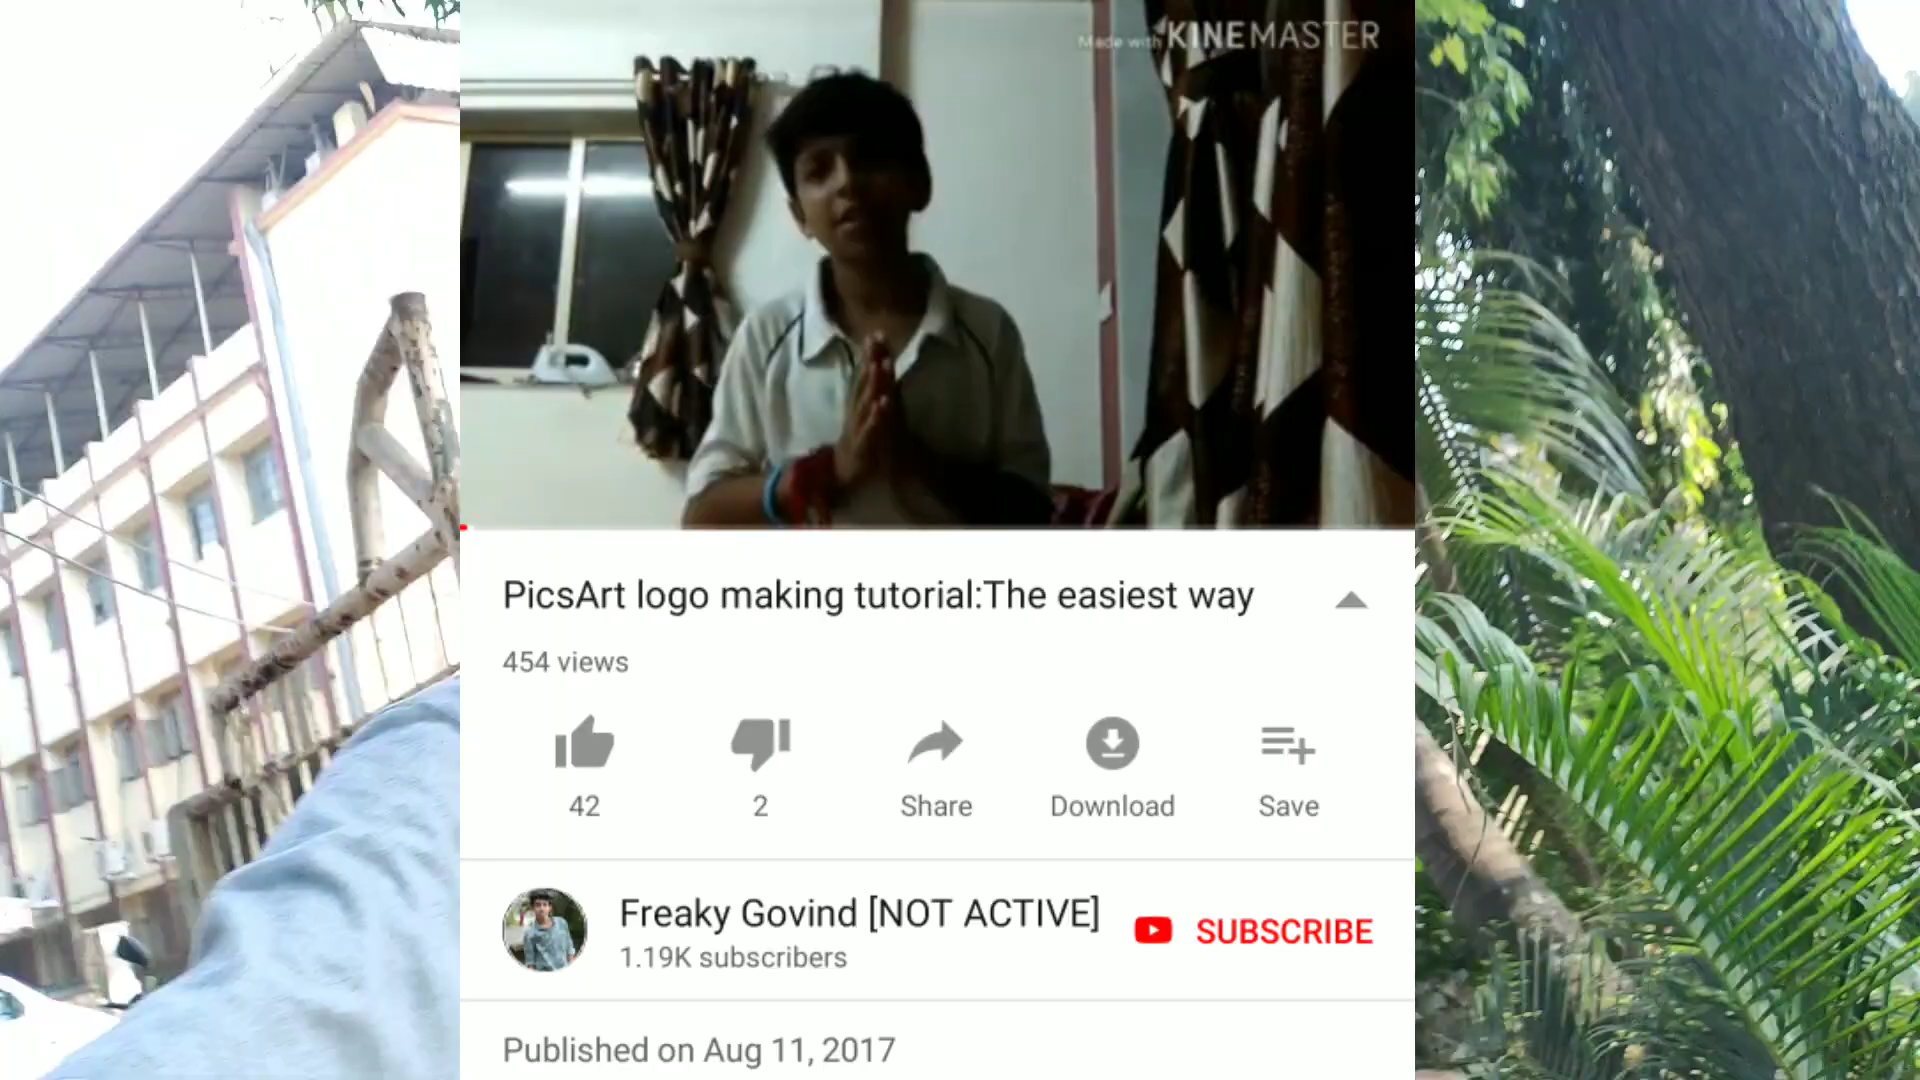 Made with KINEMASTER
PicsArt logo making tutorial:The easiest way
454 views
42
2
Share
Download
Save
Freaky Govind [NOT ACTIVE]
SUBSCRIBE
1.19K subscribers
Published on Aug 11, 2017